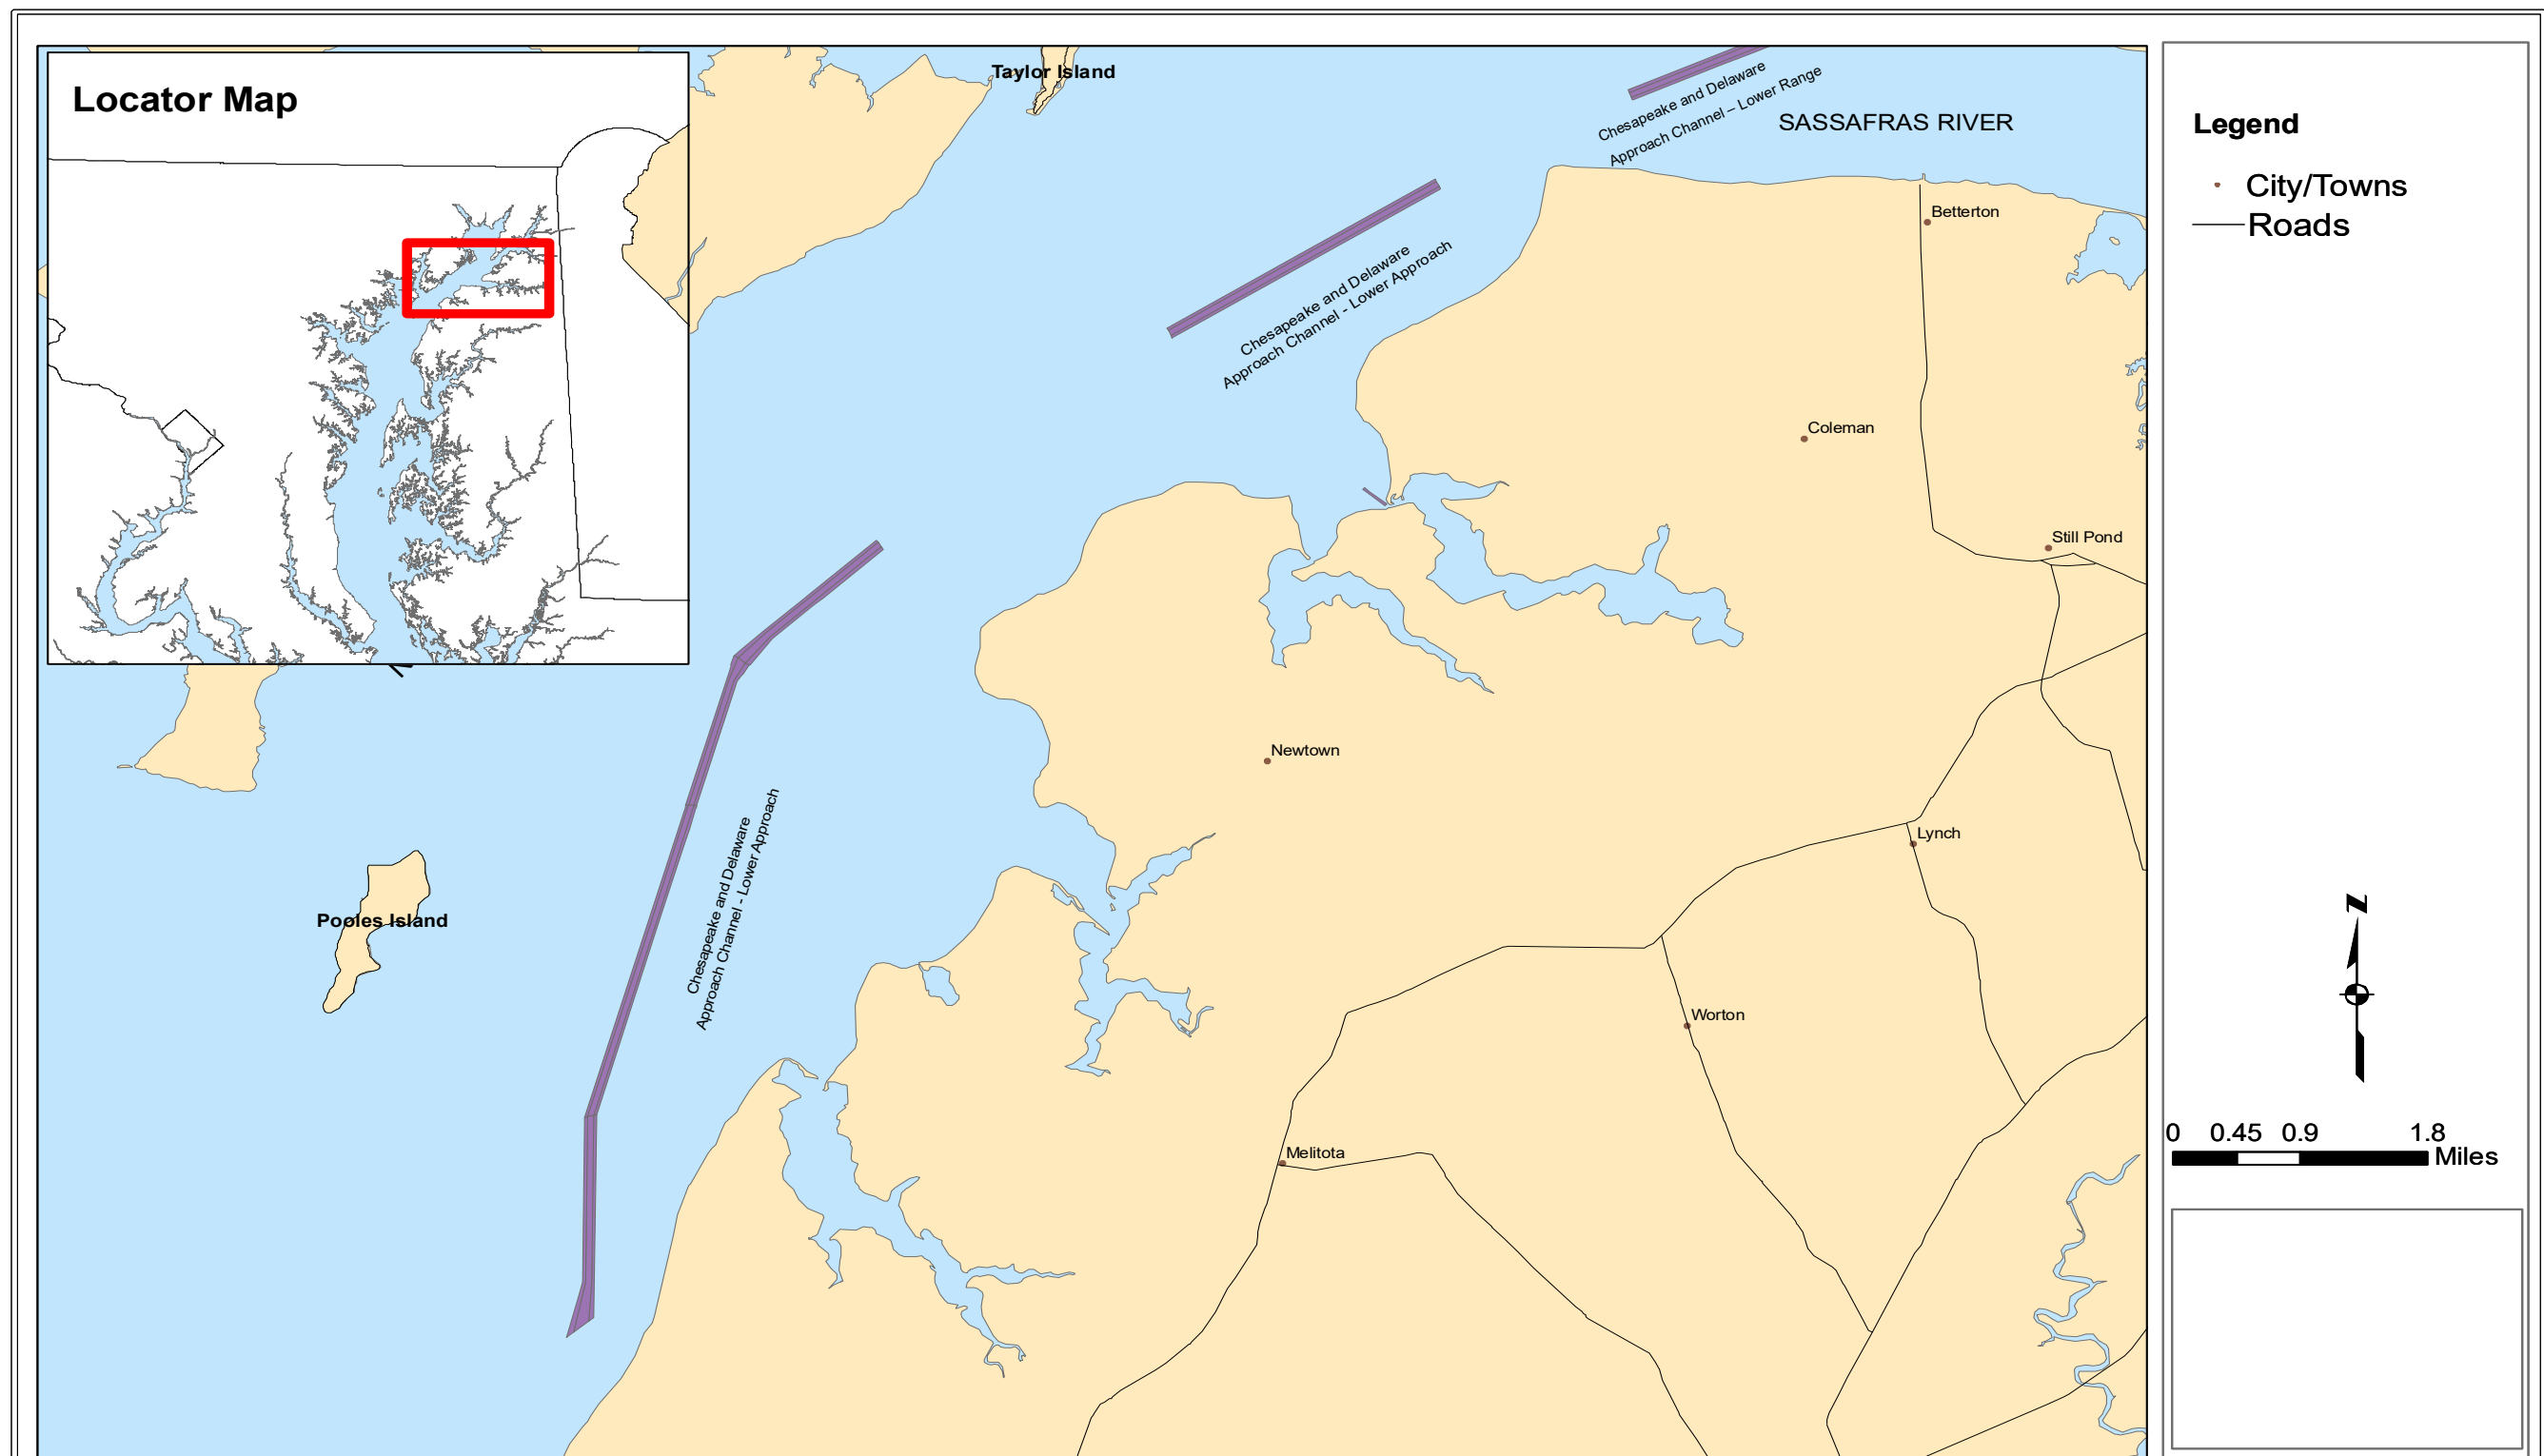 Locator Map
Taylor Island
Chesapeake and Delaware
Approach Channel – Lower Range
SASSAFRAS RIVER
Betterton
Chesapeake and Delaware
Approach Channel - Lower Approach
Coleman
Still Pond
Newtown
Lynch
Chesapeake and Delaware
Approach Channel - Lower Approach
Pooles Island
Worton
Melitota
Legend
City/Towns
Roads
N
0 0.45 0.9 1.8
Miles